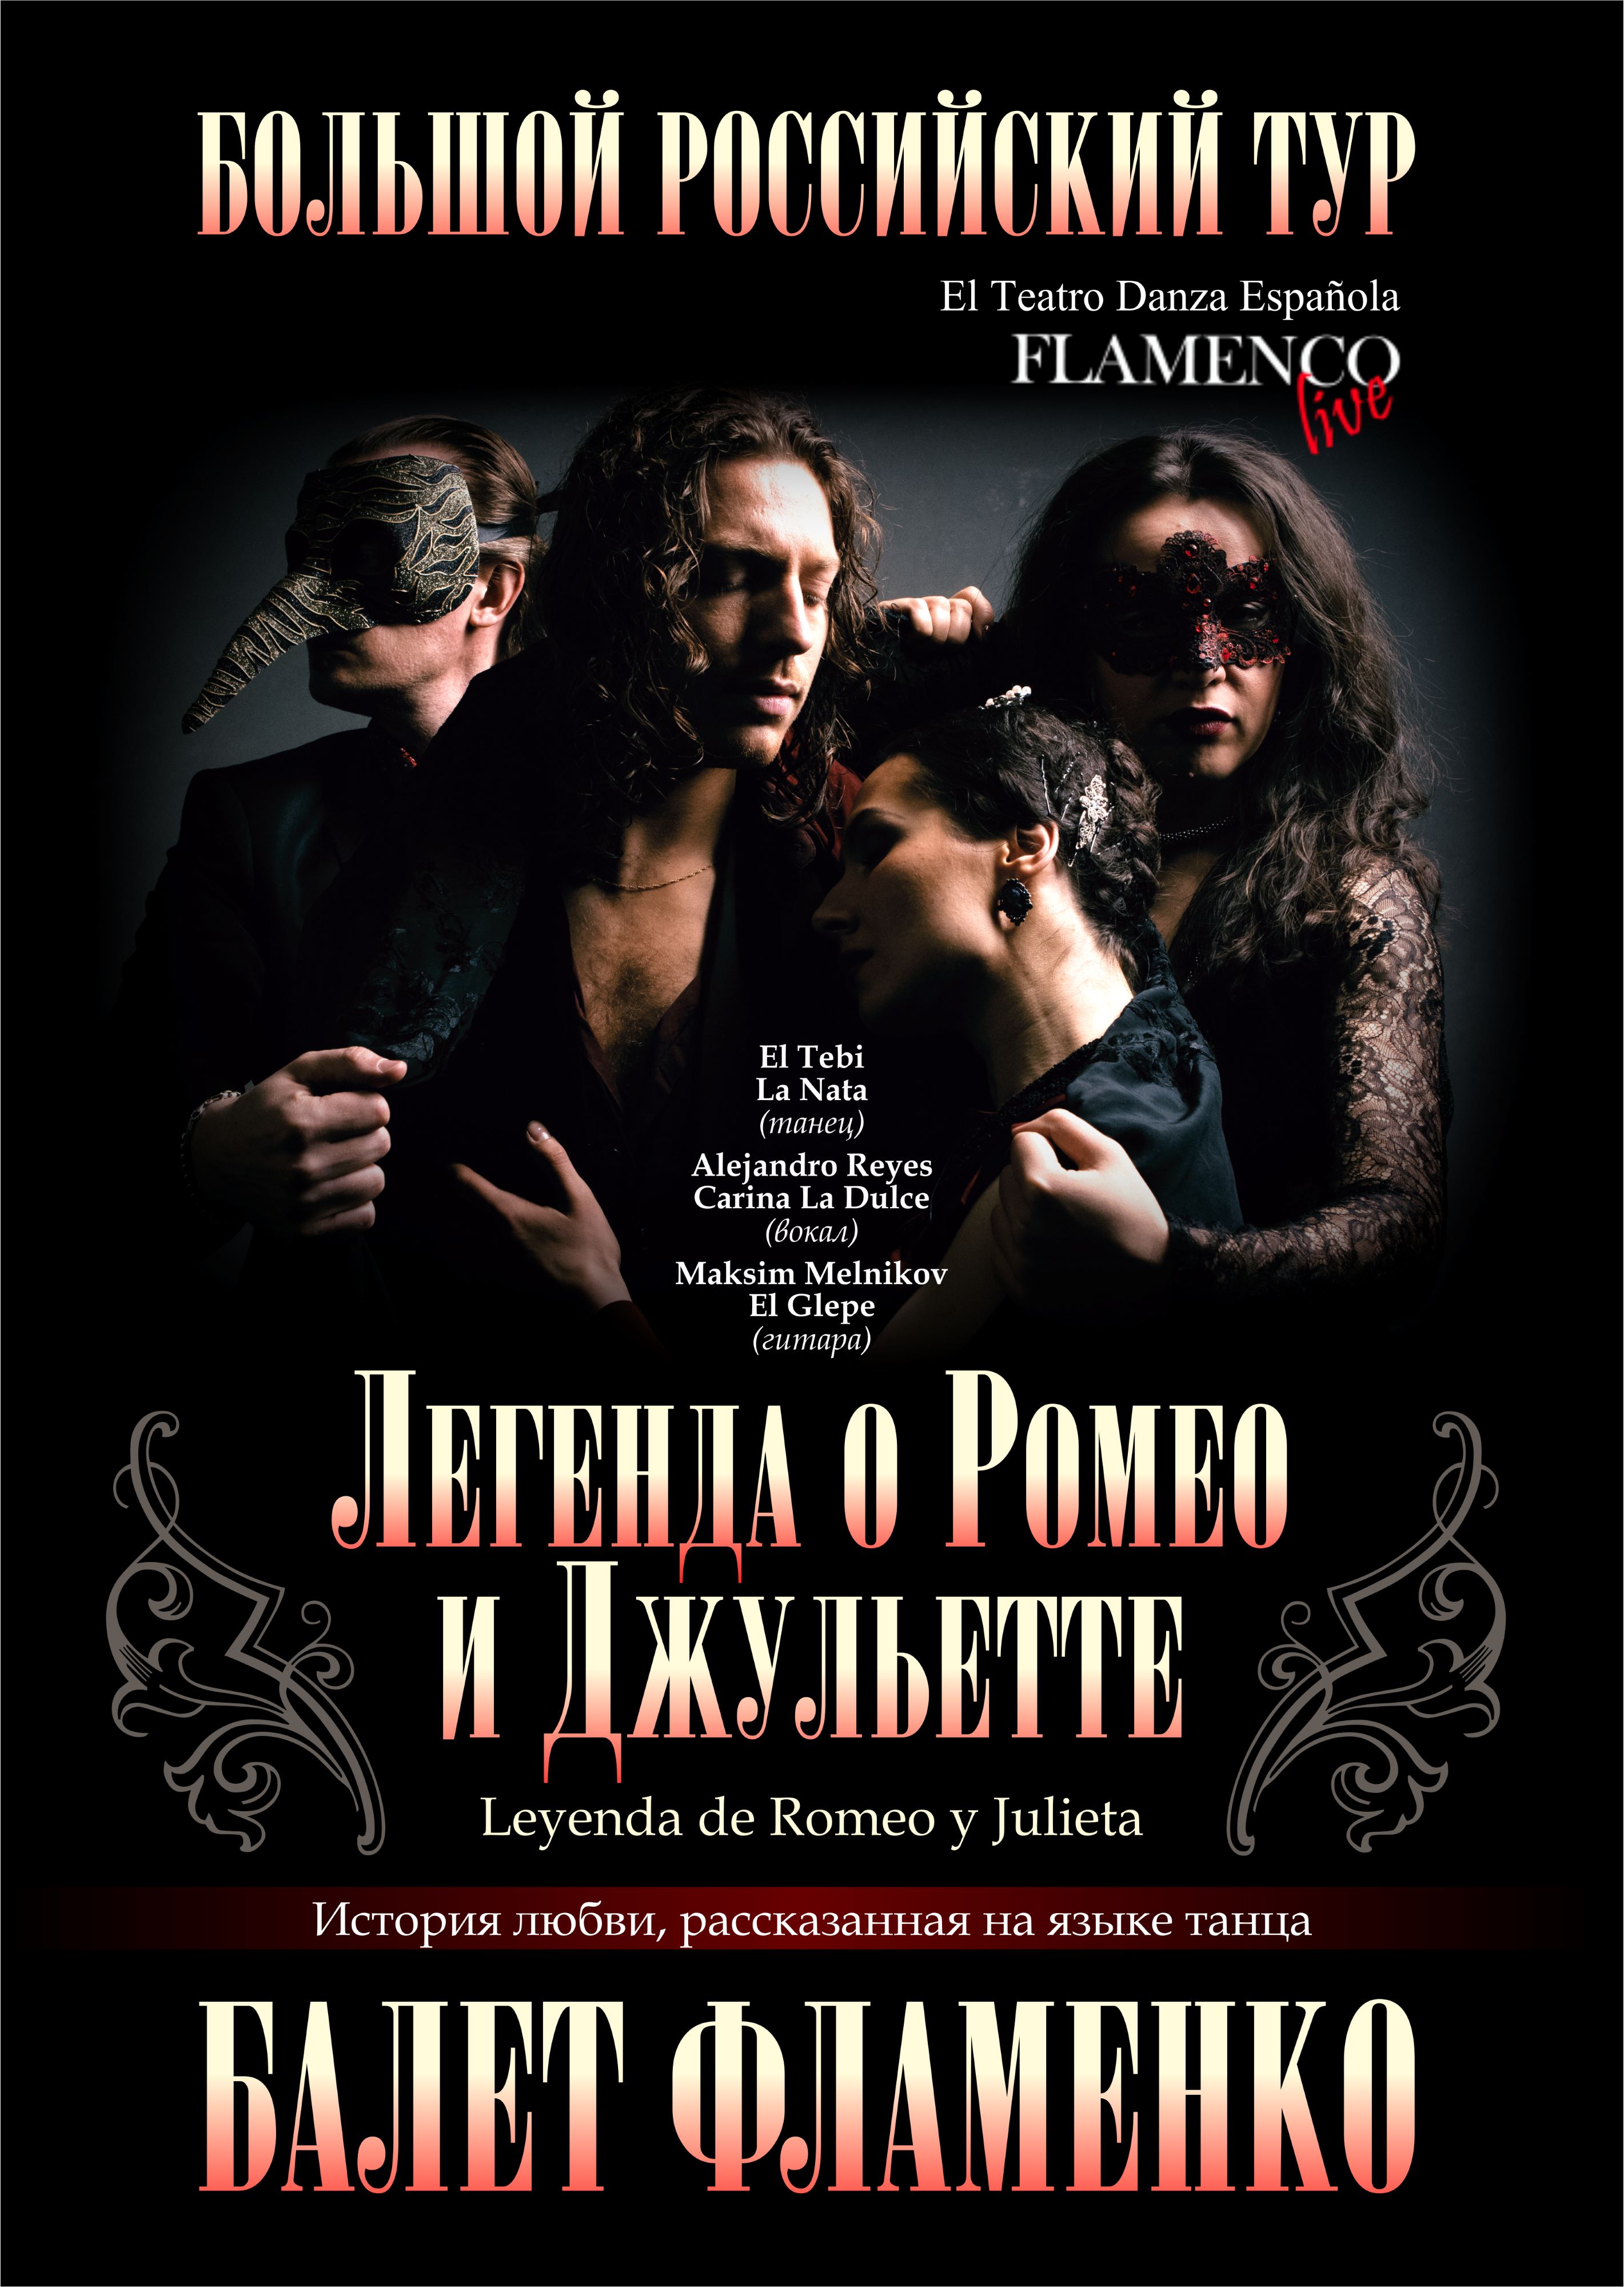 БОЛЬШОЙ РОССИЙСКИЙ ТУР
El Teatro Danza Española
FLAMENCO
live
El Tebi
La Nata
(танец)
Alejandro Reyes
Carina La Dulce
(вокал)
Maksim Melnikov
El Glepe
(гитара)
Легенда о Ромео
и Джульетте
Leyenda de Romeo y Julieta
История любви, рассказанная на языке танца
БАЛЕТ ФЛАМЕНКО